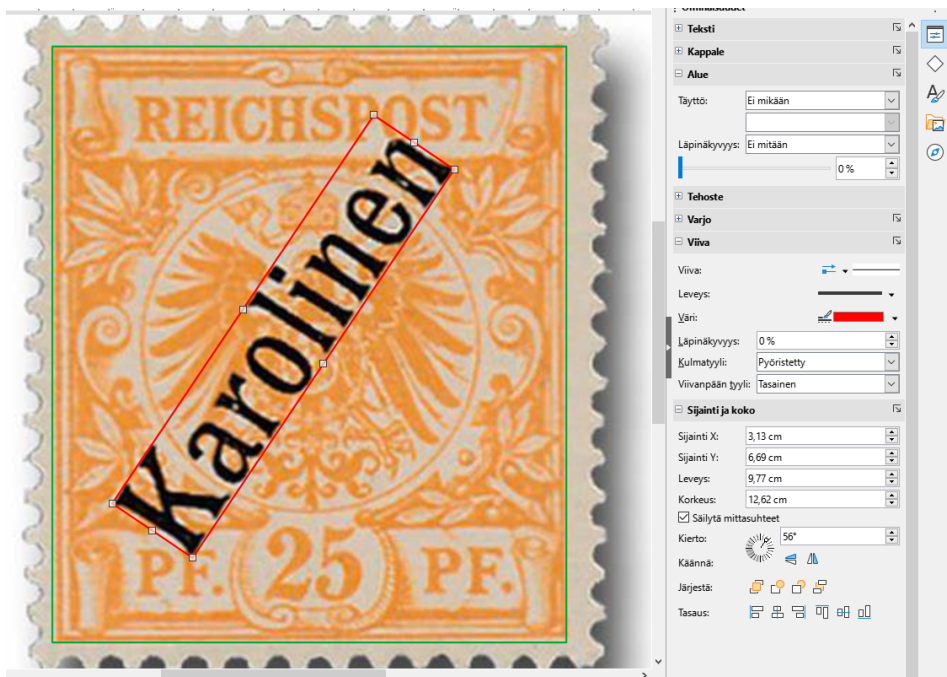 REICHSPOST
Karolinen
PF. 25 PF.
Teksti
Kappale
Alue
Täyttö: Ei mikään
Läpinäkyvyys: Ei mitään
0 %
Tehoste
Varjo
Viiva
Viiva:
Leveys:
Väri:
Läpinäkyvyys: 0 %
Kulmatyyli: Pyöristetty
Viivanpään tyyli: Tasainen
Sijainti ja koko
Sijainti X: 3,13 cm
Sijainti Y: 6,69 cm
Leveys: 9,77 cm
Korkeus: 12,62 cm
Säilytä mittasuhteet
Kierto: 56°
Käännä:
Järjestä:
Tasaus: